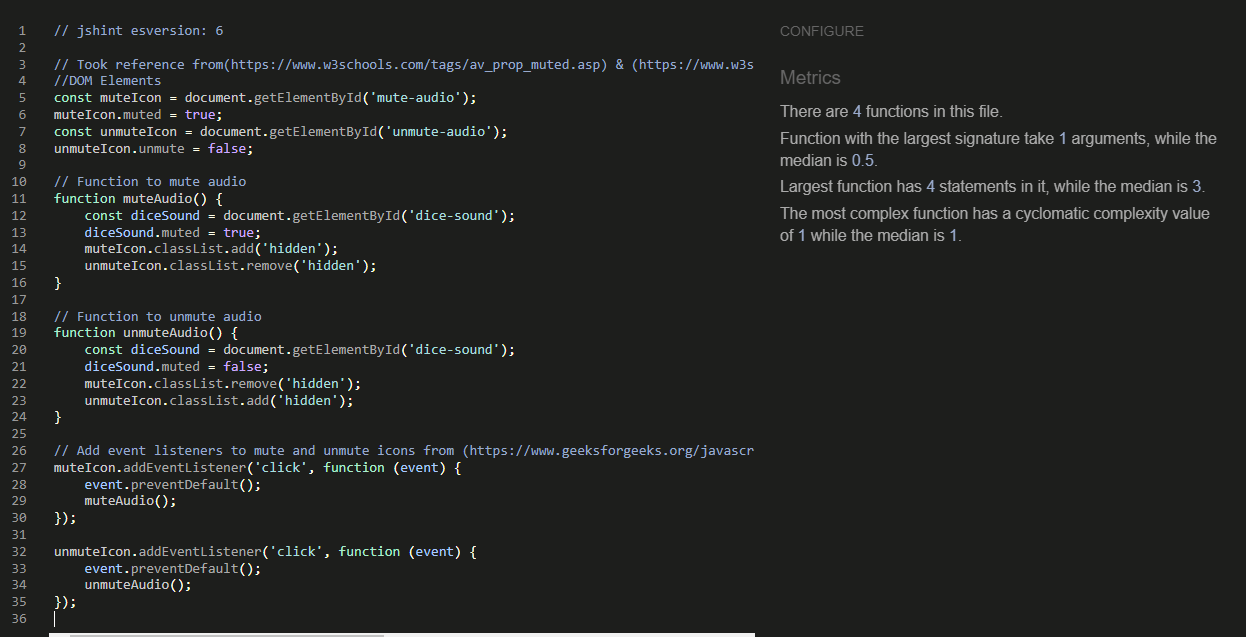 1 // jshint esversion: 6
2
3 // Took reference from(https://www.w3schools.com/tags/av_prop_muted.asp) & (https://www.w3s
4 //DOM Elements
5 const muteIcon = document.getElementById('mute-audio');
6 muteIcon.muted = true;
7 const unmuteIcon = document.getElementById('unmute-audio');
8 unmuteIcon.unmute = false;
9
10 // Function to mute audio
11 function muteAudio() {
12     const diceSound = document.getElementById('dice-sound');
13     diceSound.muted = true;
14     muteIcon.classList.add('hidden');
15     unmuteIcon.classList.remove('hidden');
16 }
17
18 // Function to unmute audio
19 function unmuteAudio() {
20     const diceSound = document.getElementById('dice-sound');
21     diceSound.muted = false;
22     muteIcon.classList.remove('hidden');
23     unmuteIcon.classList.add('hidden');
24 }
25
26 // Add event listeners to mute and unmute icons from (https://www.geeksforgeeks.org/javascr
27 muteIcon.addEventListener('click', function (event) {
28     event.preventDefault();
29     muteAudio();
30 });
31
32 unmuteIcon.addEventListener('click', function (event) {
33     event.preventDefault();
34     unmuteAudio();
35 });
36
CONFIGURE
Metrics
There are 4 functions in this file.
Function with the largest signature take 1 arguments, while the
median is 0.5.
Largest function has 4 statements in it, while the median is 3.
The most complex function has a cyclomatic complexity value
of 1 while the median is 1.